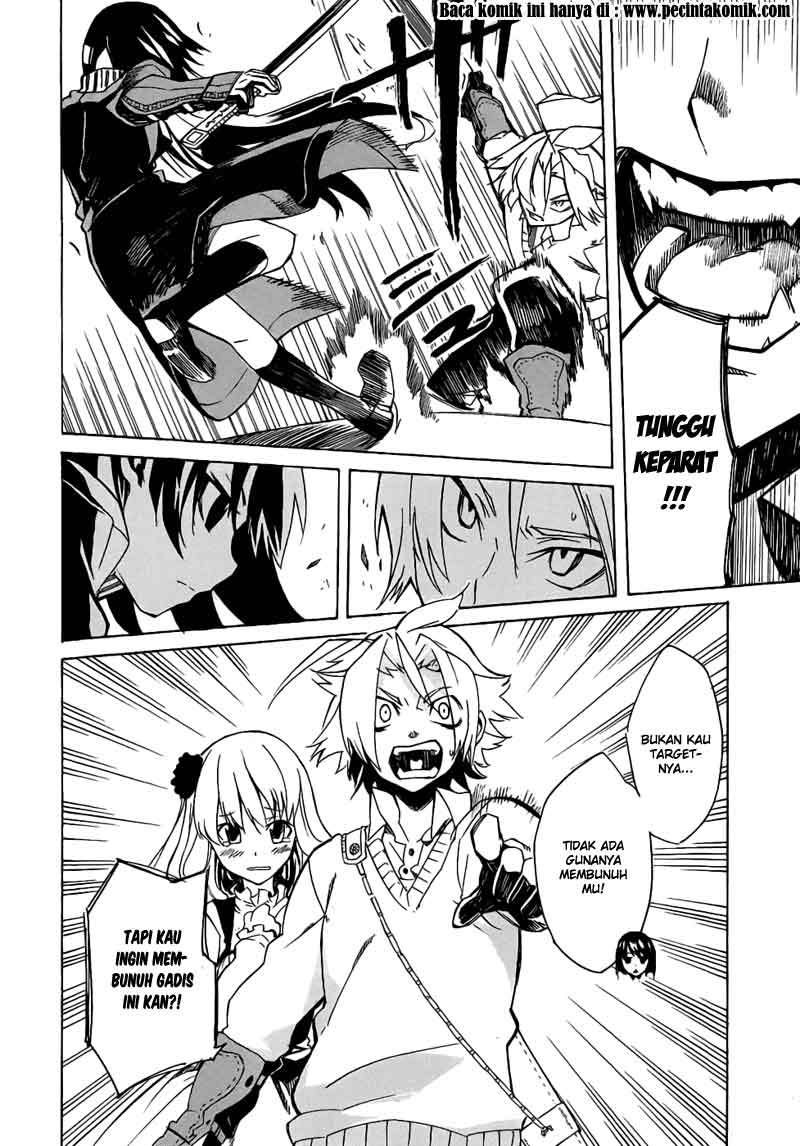 Baca komik ini hanya di : www.pecintakomik.com
TUNGGU
KEPARAT
!!!
BUKAN KAU
TARGET-
NYA...
TIDAK ADA
GUNANYA
MEMBUNUH
MU!
TAPI KAU
INGIN MEM-
BUNUH GADIS
INI KAN?!